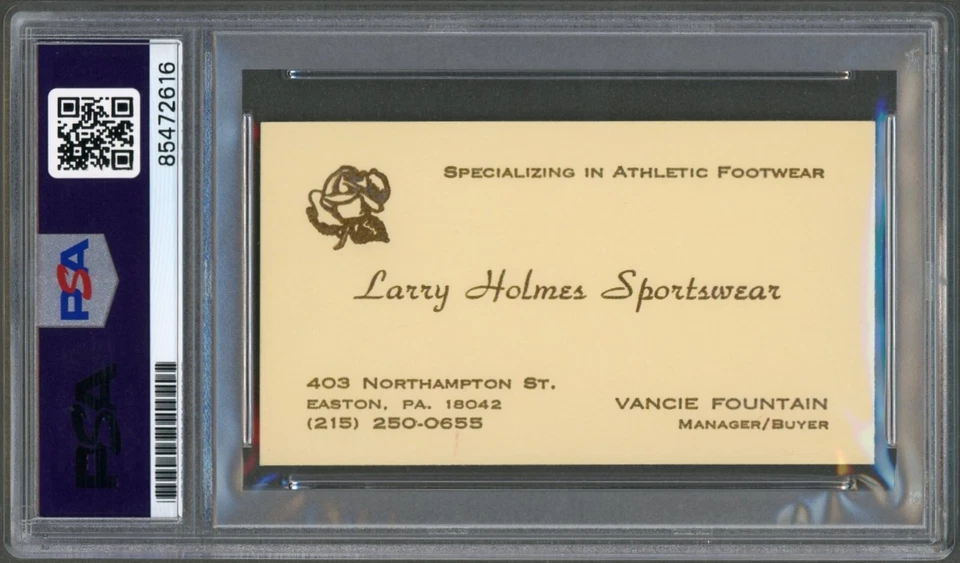 85472616
PSA
PSA
SPECIALIZING IN ATHLETIC FOOTWEAR
Larry Holmes Sportswear
403 NORTHAMPTON ST.
EASTON, PA. 18042
(215) 250-0655
VANCIE FOUNTAIN
MANAGER/BUYER